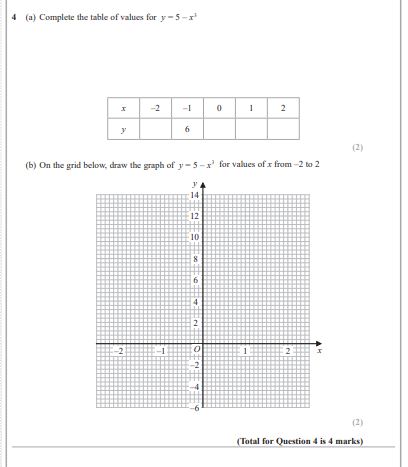 4 (a) Complete the table of values for y = 5 – x³
x –2 –1 0 1 2
y 6
(2)
(b) On the grid below, draw the graph of y = 5 – x³ for values of x from –2 to 2
y
14
12
10
8
6
4
2
–2 –1 O 1 2 x
–2
–4
–6
(2)
(Total for Question 4 is 4 marks)